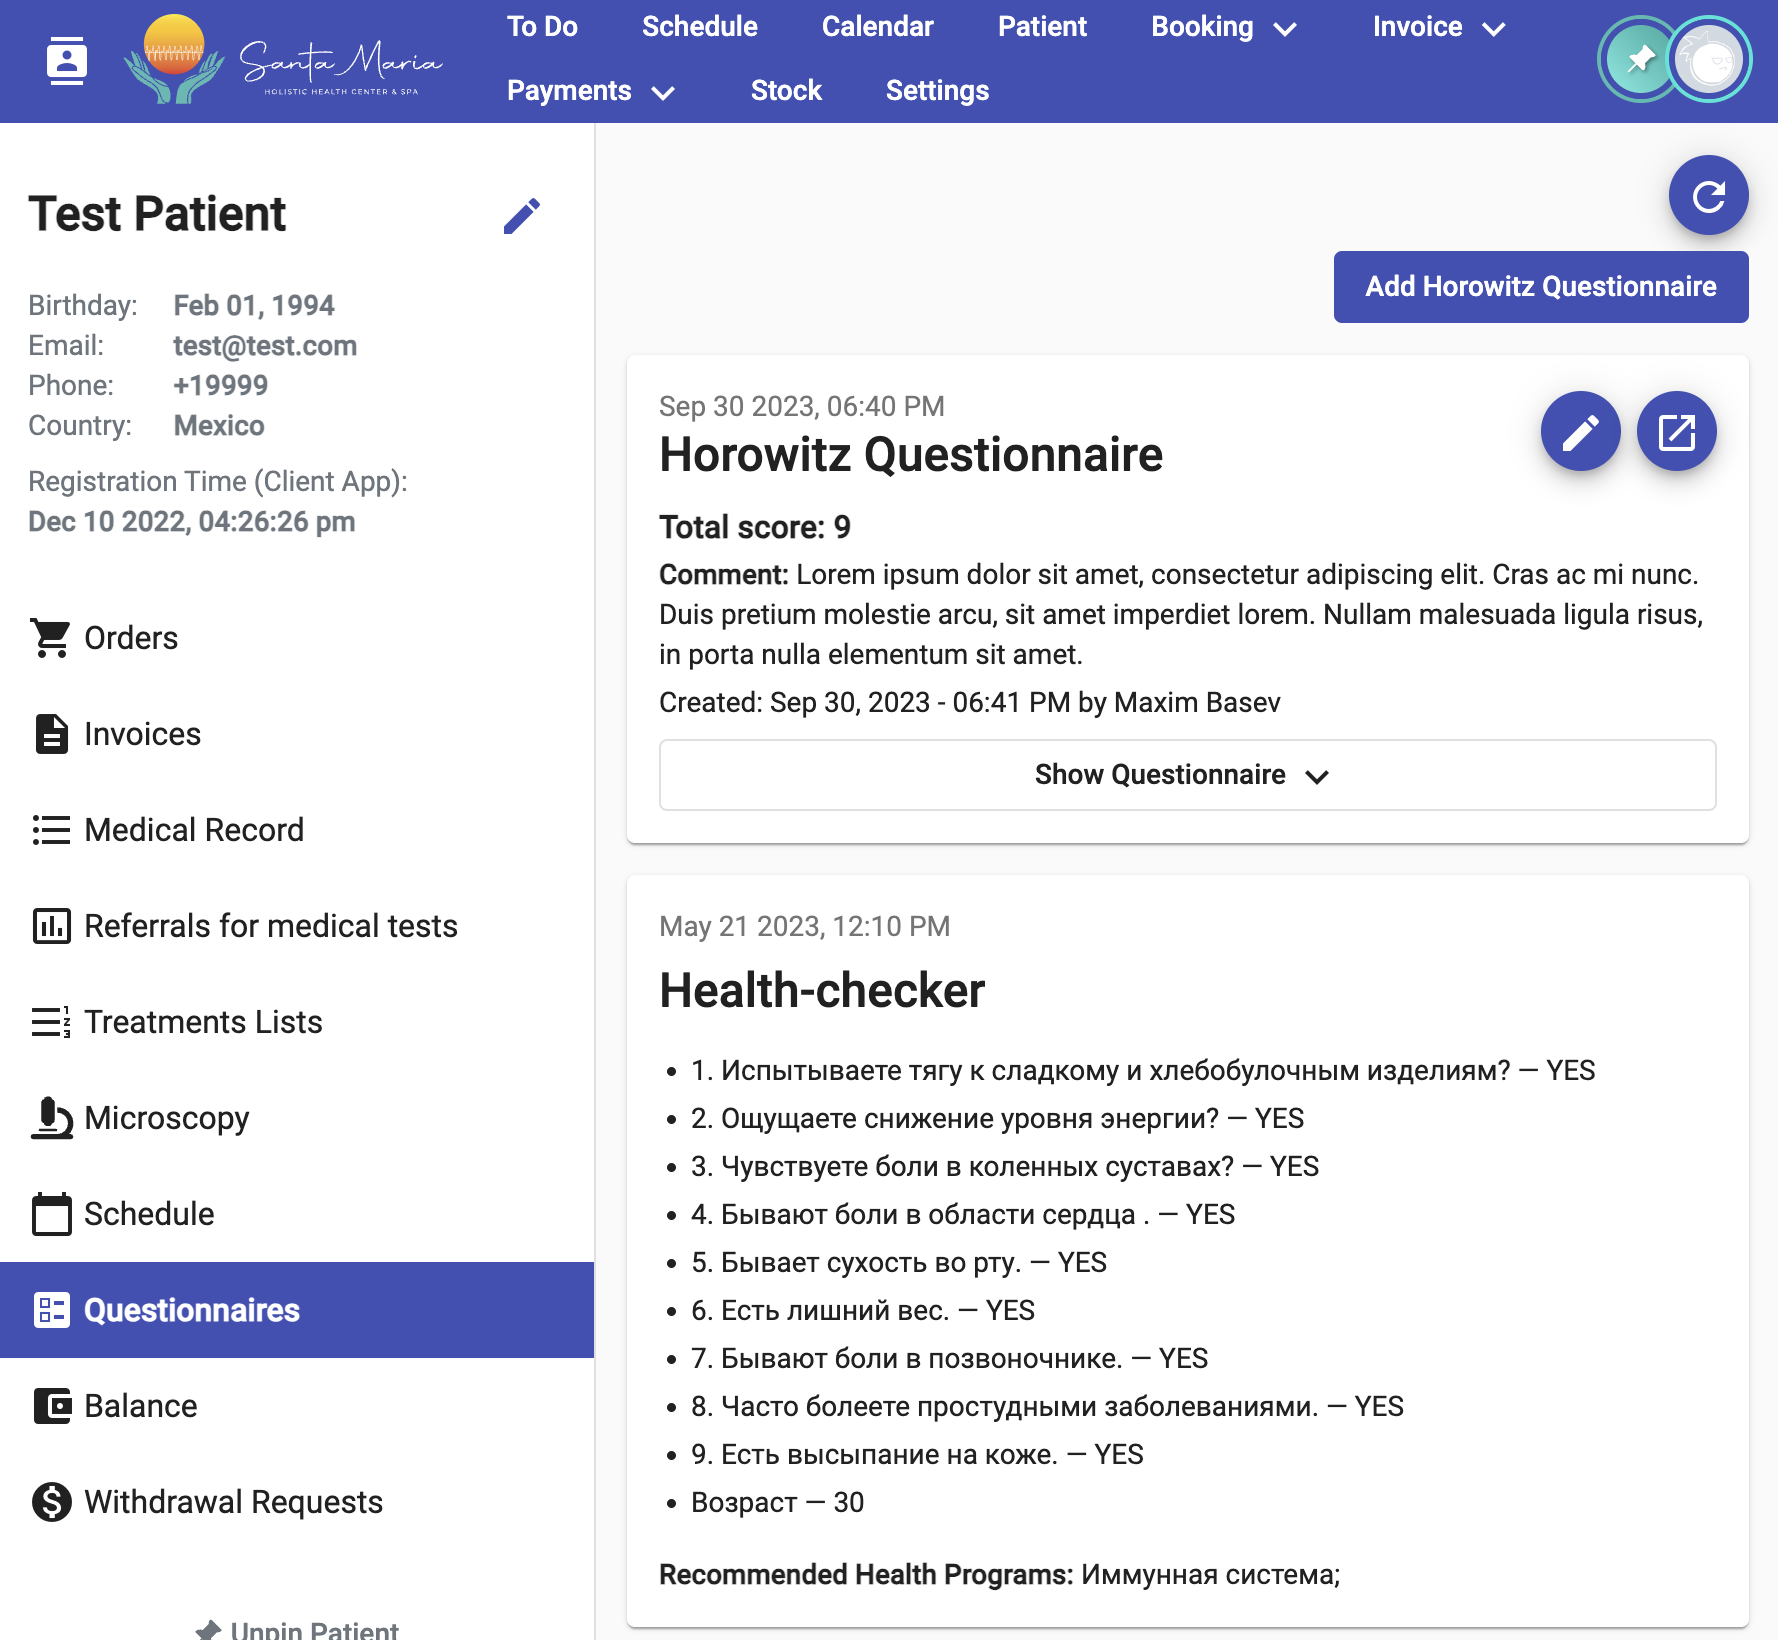 Santa Maria
HOLISTIC HEALTH CENTER & SPA
To Do
Schedule
Calendar
Patient
Booking
Invoice
Payments
Stock
Settings
Test Patient
Birthday: Feb 01, 1994
Email: test@test.com
Phone: +19999
Country: Mexico
Registration Time (Client App):
Dec 10 2022, 04:26:26 pm
Orders
Invoices
Medical Record
Referrals for medical tests
Treatments Lists
Microscopy
Schedule
Questionnaires
Balance
Withdrawal Requests
Unpin Patient
Add Horowitz Questionnaire
Sep 30 2023, 06:40 PM
Horowitz Questionnaire
Total score: 9
Comment: Lorem ipsum dolor sit amet, consectetur adipiscing elit. Cras ac mi nunc.
Duis pretium molestie arcu, sit amet imperdiet lorem. Nullam malesuada ligula risus,
in porta nulla elementum sit amet.
Created: Sep 30, 2023 - 06:41 PM by Maxim Basev
Show Questionnaire
May 21 2023, 12:10 PM
Health-checker
• 1. Испытываете тягу к сладкому и хлебобулочным изделиям? — YES
• 2. Ощущаете снижение уровня энергии? — YES
• 3. Чувствуете боли в коленных суставах? — YES
• 4. Бывают боли в области сердца . — YES
• 5. Бывает сухость во рту. — YES
• 6. Есть лишний вес. — YES
• 7. Бывают боли в позвоночнике. — YES
• 8. Часто болеете простудными заболеваниями. — YES
• 9. Есть высыпание на коже. — YES
• Возраст — 30
Recommended Health Programs: Иммунная система;